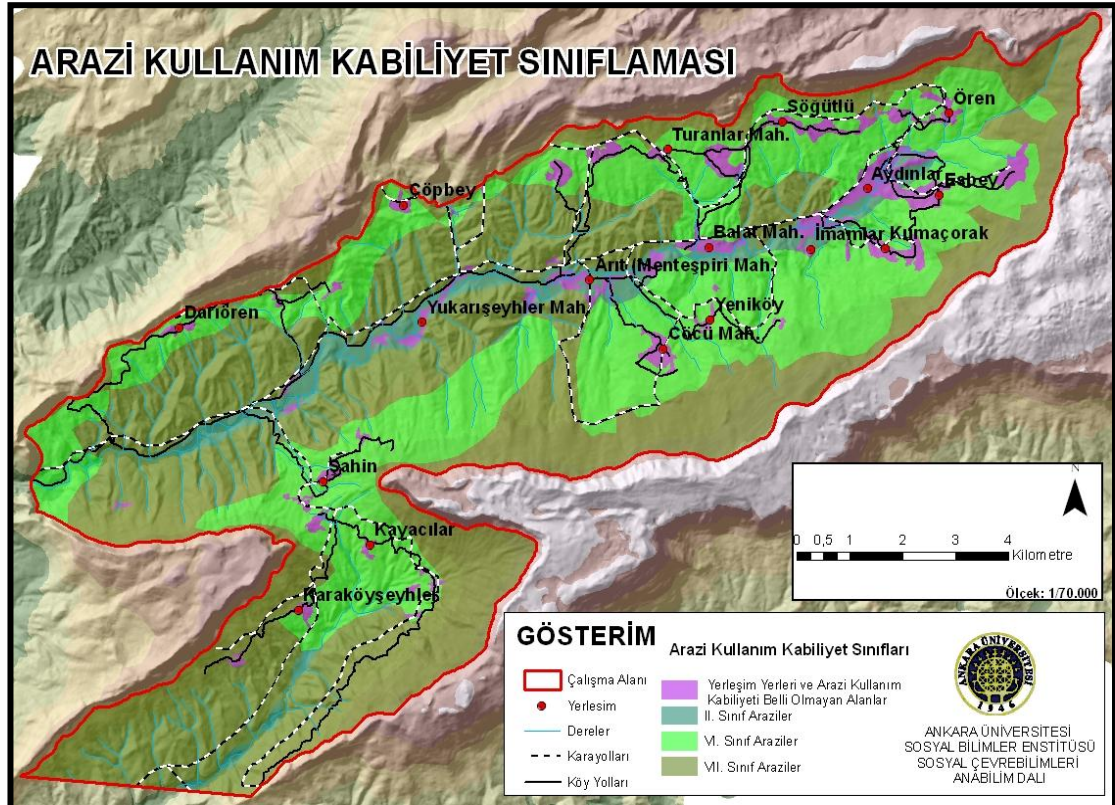 ARAZİ KULLANIM KABİLİYET SINIFLAMASI
Ören
Söğütlü
Turanlar Mah.
Aydınlar
Esbey
Çöpbey
Balat Mah.
İmamlar
Kumaçorak
Arıt (Menteşpiri Mah.
Yukarışeyhler Mah.
Yeniköy
Darıören
Cöcü Mah.
Şahin
Kayacılar
Karaköyşeyhler
N
0 0,5 1 2 3 4
Kilometre
Ölçek: 1/70.000
GÖSTERİM
Çalışma Alanı
Yerleşim
Dereler
Karayolları
Köy Yolları
Arazi Kullanım Kabiliyet Sınıfları
Yerleşim Yerleri ve Arazi Kullanım
Kabiliyeti Belli Olmayan Alanlar
II. Sınıf Araziler
VI. Sınıf Araziler
VII. Sınıf Araziler
ANKARA ÜNİVERSİTESİ
1946
ANKARA ÜNİVERSİTESİ
SOSYAL BİLİMLER ENSTİTÜSÜ
SOSYAL ÇEVREBİLİMLERİ
ANABİLİM DALI